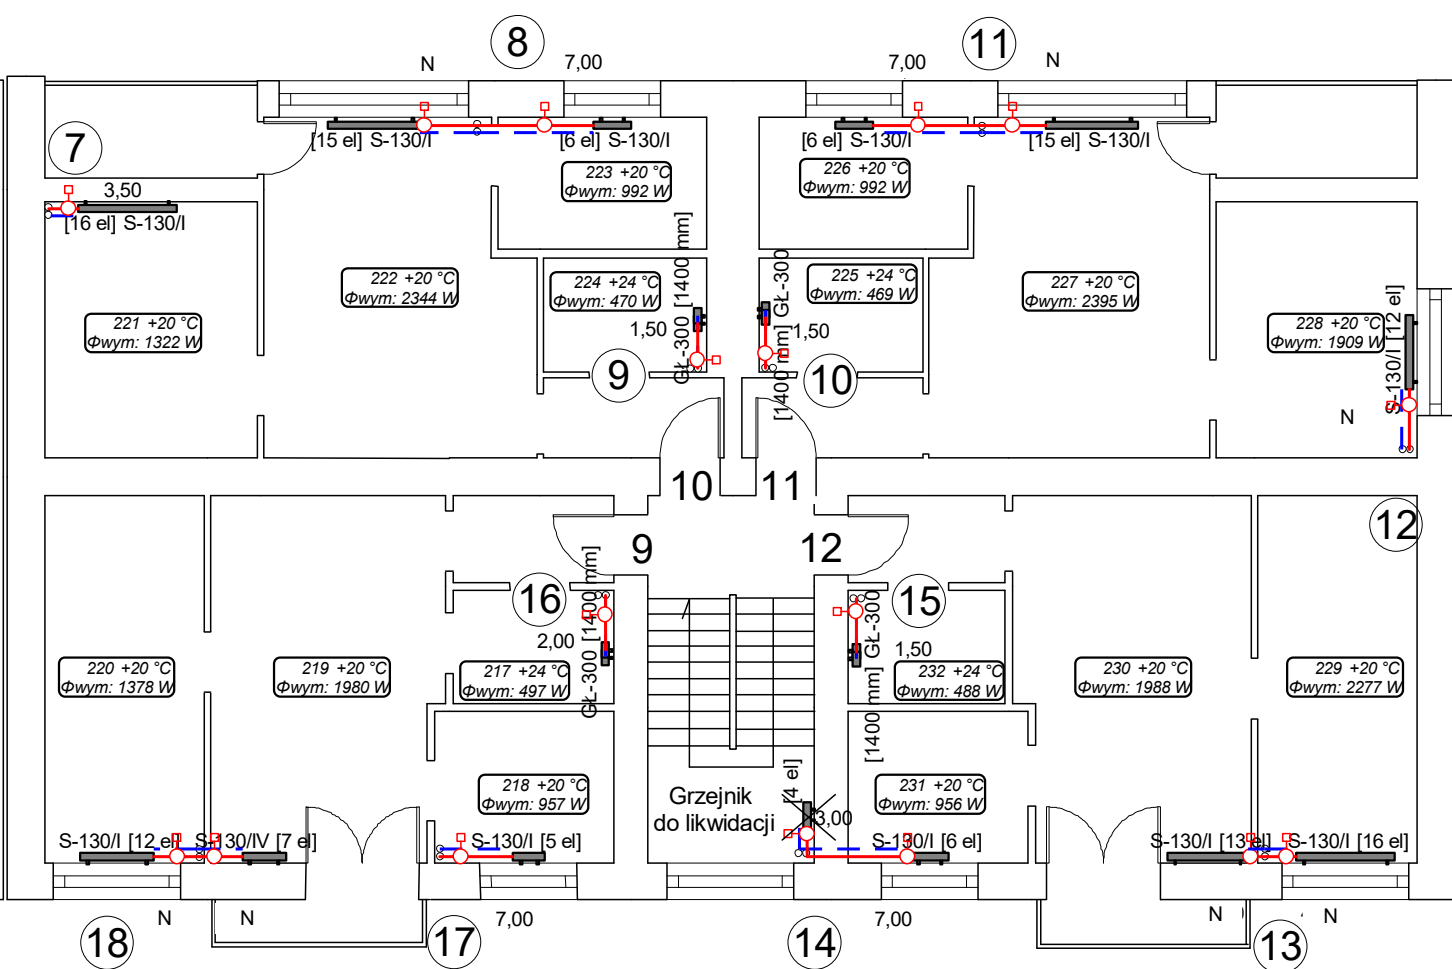 8
11
N
7,00
7,00
N
7
[15 el] S-130/I
[6 el] S-130/I
[6 el] S-130/I
[15 el] S-130/I
3,50
[16 el] S-130/I
223 +20 °C
Φwym: 992 W
226 +20 °C
Φwym: 992 W
222 +20 °C
Φwym: 2344 W
224 +24 °C
Φwym: 470 W
GŁ-300 [1400 mm]
1,50
[1400 mm] GŁ-300
1,50
225 +24 °C
Φwym: 469 W
227 +20 °C
Φwym: 2395 W
221 +20 °C
Φwym: 1322 W
228 +20 °C
Φwym: 1909 W
S-130/I [12 el]
N
9
10
10
11
12
9
12
16
15
GŁ-300 [1400 mm]
2,00
[1400 mm] GŁ-300
1,50
220 +20 °C
Φwym: 1378 W
219 +20 °C
Φwym: 1980 W
217 +24 °C
Φwym: 497 W
232 +24 °C
Φwym: 488 W
230 +20 °C
Φwym: 1988 W
229 +20 °C
Φwym: 2277 W
218 +20 °C
Φwym: 957 W
231 +20 °C
Φwym: 956 W
Grzejnik
do likwidacji
[4 el]
3,00
S-130/I [12 el]
S-130/IV [7 el]
S-130/I [5 el]
S-130/I [6 el]
S-130/I [13 el]
S-130/I [16 el]
N
N
7,00
7,00
N
N
18
17
14
13